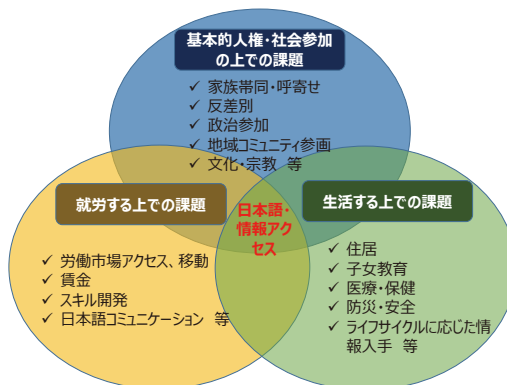 基本的人権・社会参加
の上での課題
✓ 家族帯同・呼寄せ
✓ 反差別
✓ 政治参加
✓ 地域コミュニティ参画
✓ 文化・宗教 等
就労する上での課題
✓ 労働市場アクセス、移動
✓ 賃金
✓ スキル開発
✓ 日本語コミュニケーション 等
日本語・
情報アク
セス
生活する上での課題
✓ 住居
✓ 子女教育
✓ 医療・保健
✓ 防災・安全
✓ ライフサイクルに応じた情
報入手 等